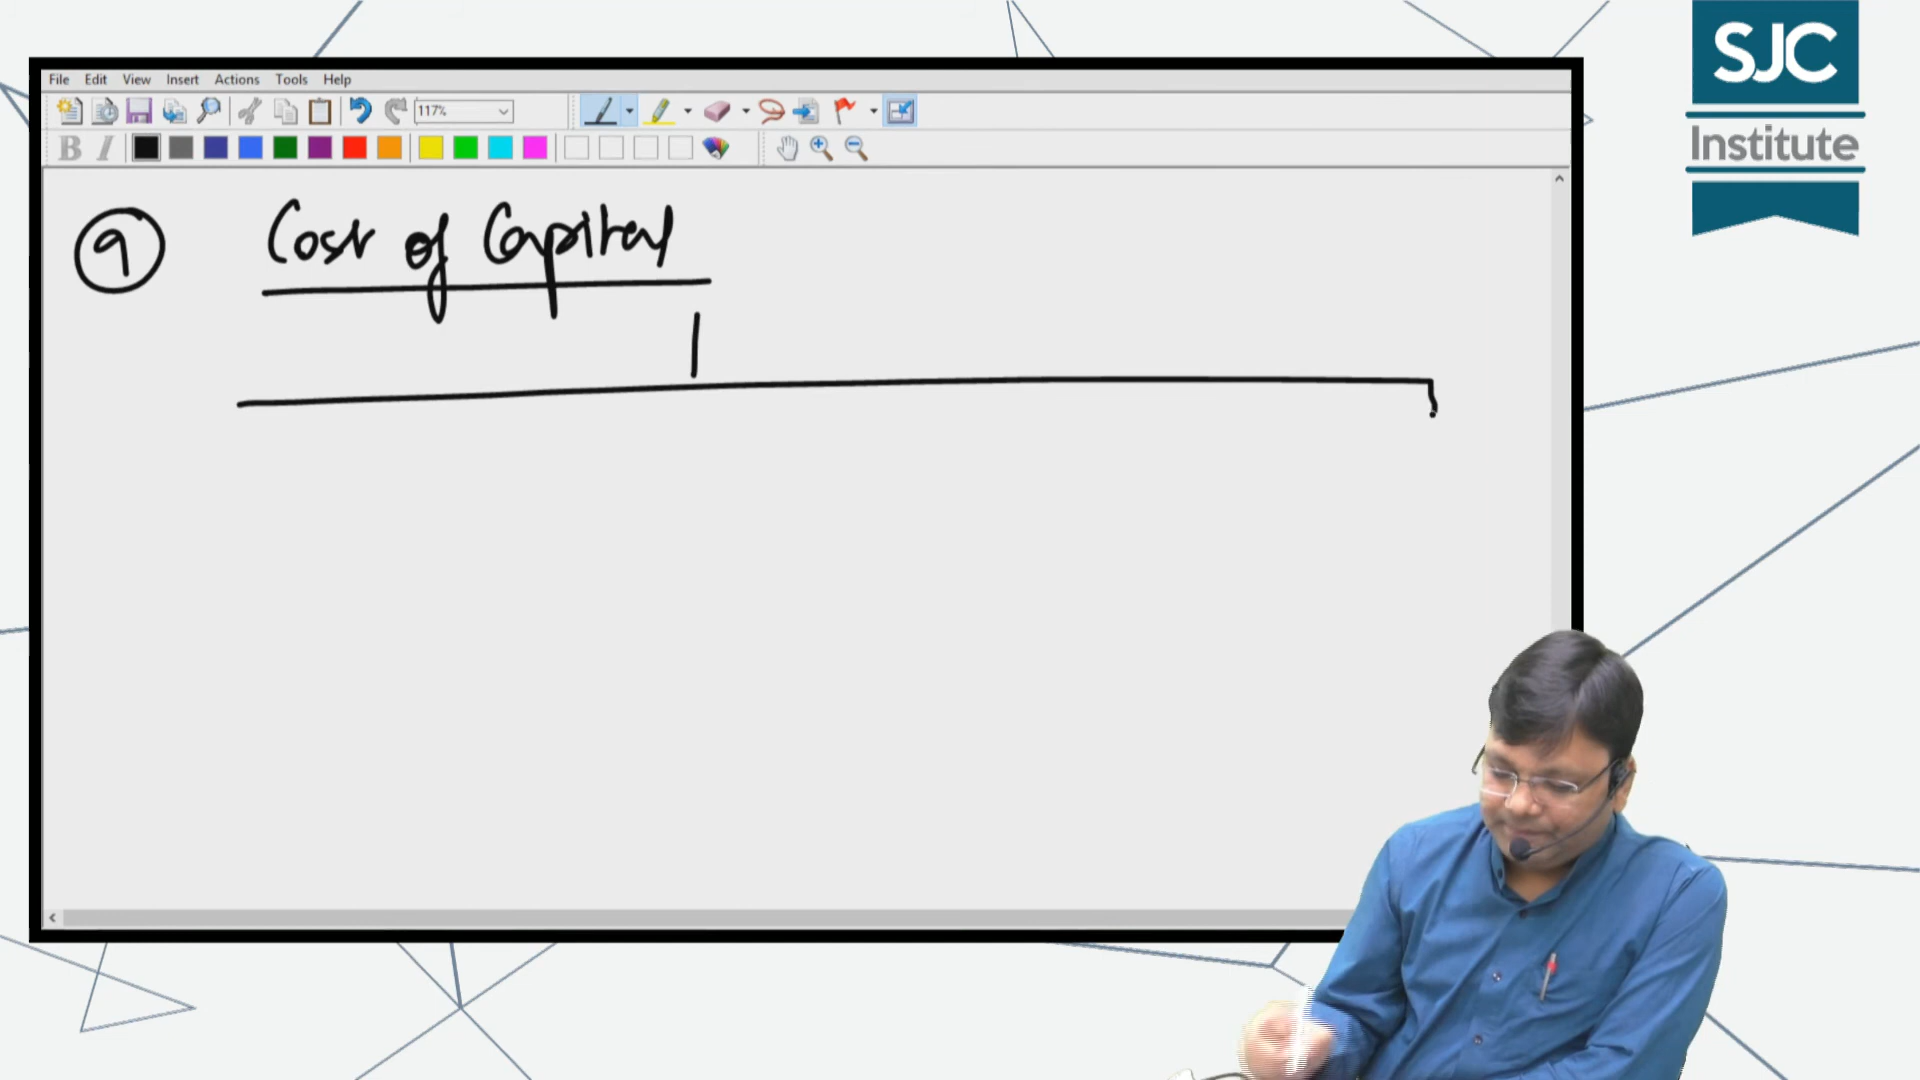 SJC
Institute
File Edit View Insert Actions Tools Help
117%
B I
9 Cost of Capital